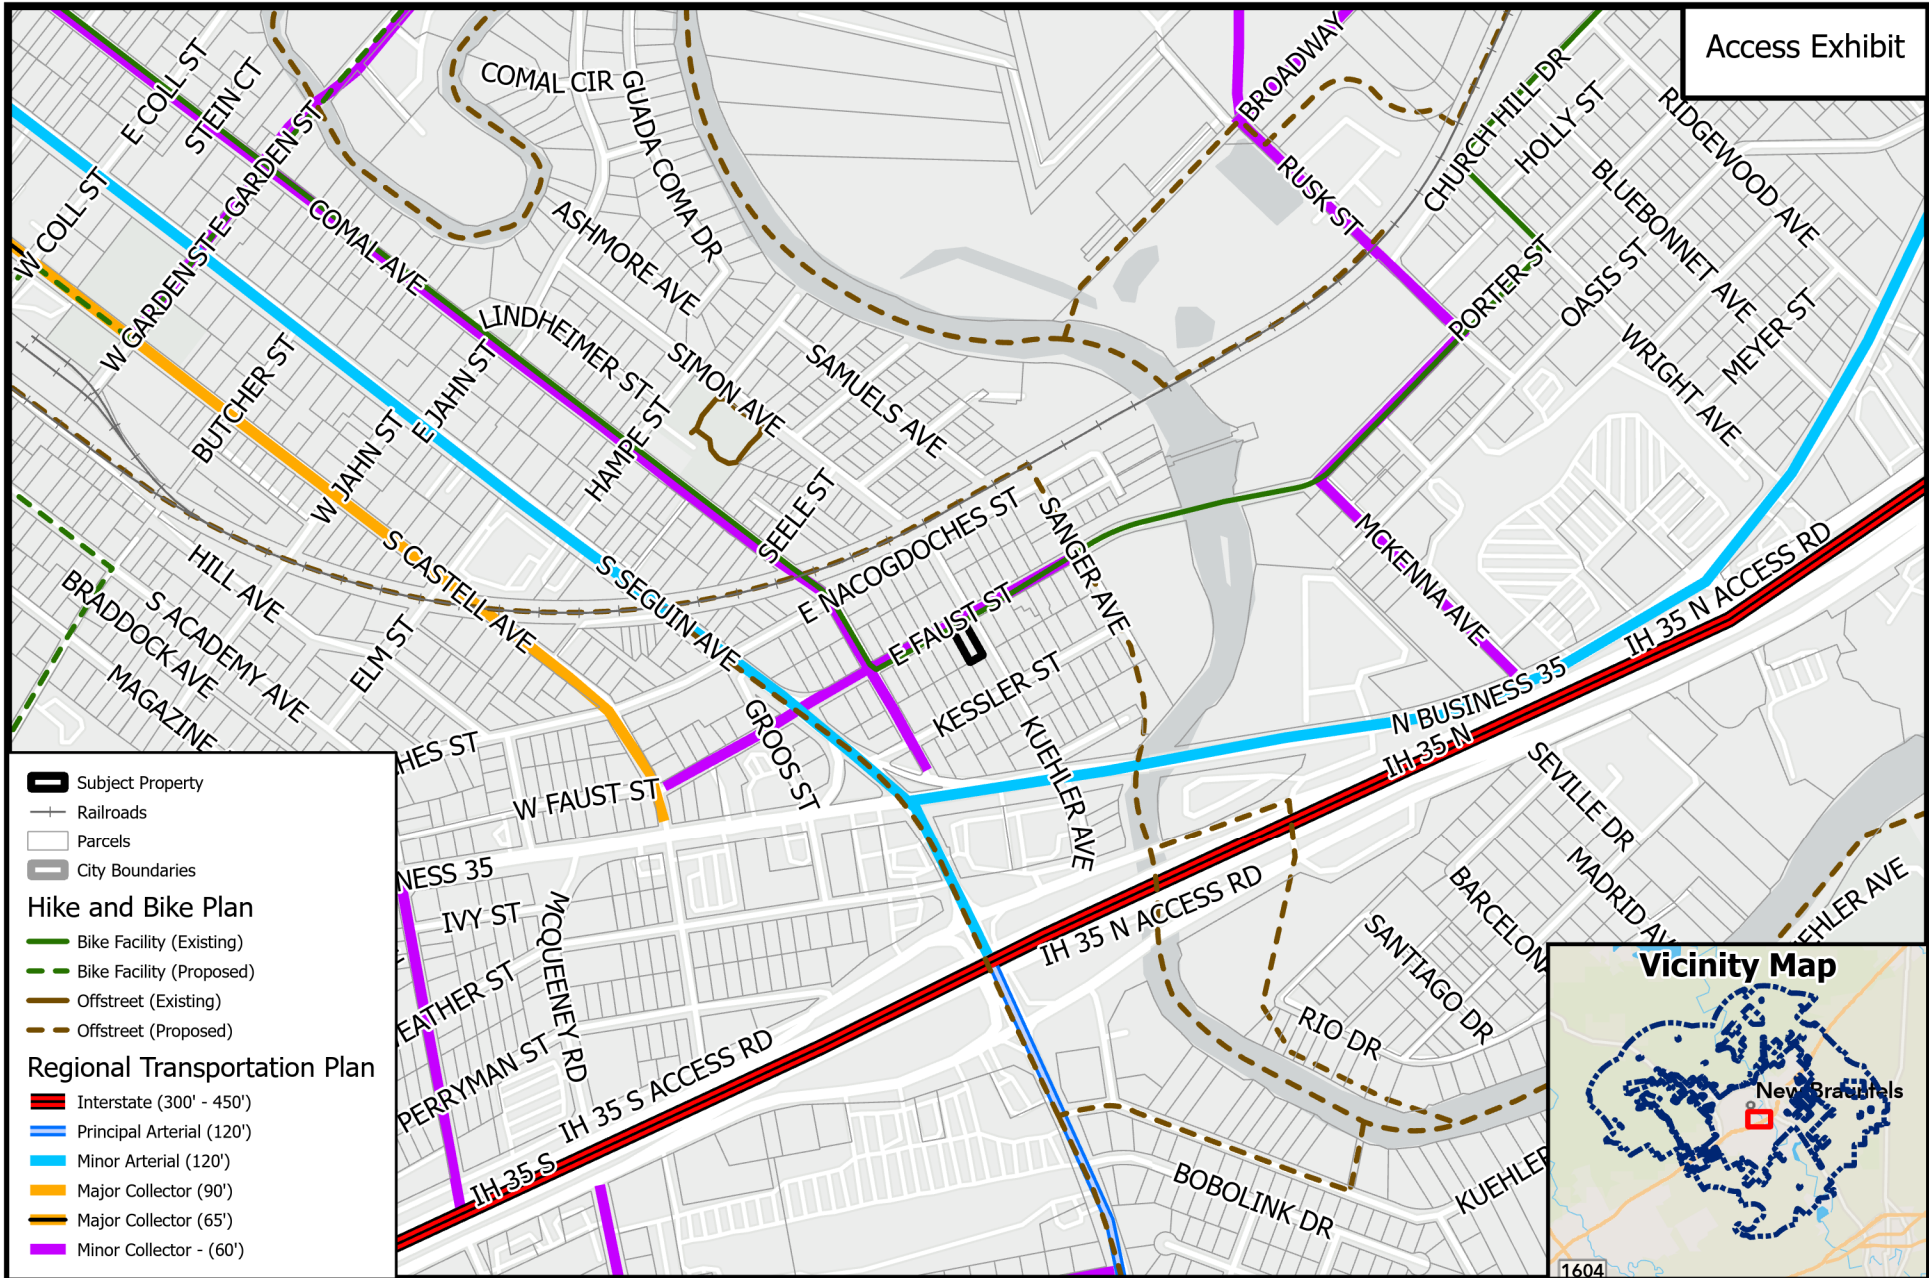 Access Exhibit
E COLL ST
STEIN CT
COMAL CIR
GUADA COMA DR
BROADWAY
CHURCH HILL DR
HOLLY ST
RIDGEWOOD AVE
W COLL ST
E GARDEN ST
W GARDEN ST
COMAL AVE
ASHMORE AVE
RUSK ST
BLUEBONNET AVE
PORTER ST
OASIS ST
MEYER ST
WRIGHT AVE
LINDHEIMER ST
SIMON AVE
SAMUELS AVE
BUTCHER ST
E JAHN ST
W JAHN ST
HAMPE ST
SEELE ST
E NACOGDOCHES ST
SANGER AVE
MCKENNA AVE
S CASTELL AVE
S SEGUIN AVE
HILL AVE
BRADDOCK AVE
S ACADEMY AVE
MAGAZINE
ELM ST
E FAUST ST
KESSLER ST
KUEHLER AVE
GROOS ST
W FAUST ST
HES ST
NESS 35
IVY ST
MCQUEENEY RD
EATHER ST
PERRYMAN ST
IH 35 S ACCESS RD
IH 35 S
IH 35 N ACCESS RD
IH 35 N
N BUSINESS 35
IH 35 N ACCESS RD
SEVILLE DR
MADRID AV
BARCELONA
SANTIAGO DR
RIO DR
EHLER AVE
BOBOLINK DR
KUEHLER
Subject Property
Railroads
Parcels
City Boundaries
Hike and Bike Plan
Bike Facility (Existing)
Bike Facility (Proposed)
Offstreet (Existing)
Offstreet (Proposed)
Regional Transportation Plan
Interstate (300' - 450')
Principal Arterial (120')
Minor Arterial (120')
Major Collector (90')
Major Collector (65')
Minor Collector - (60')
Vicinity Map
New Braunfels
1604